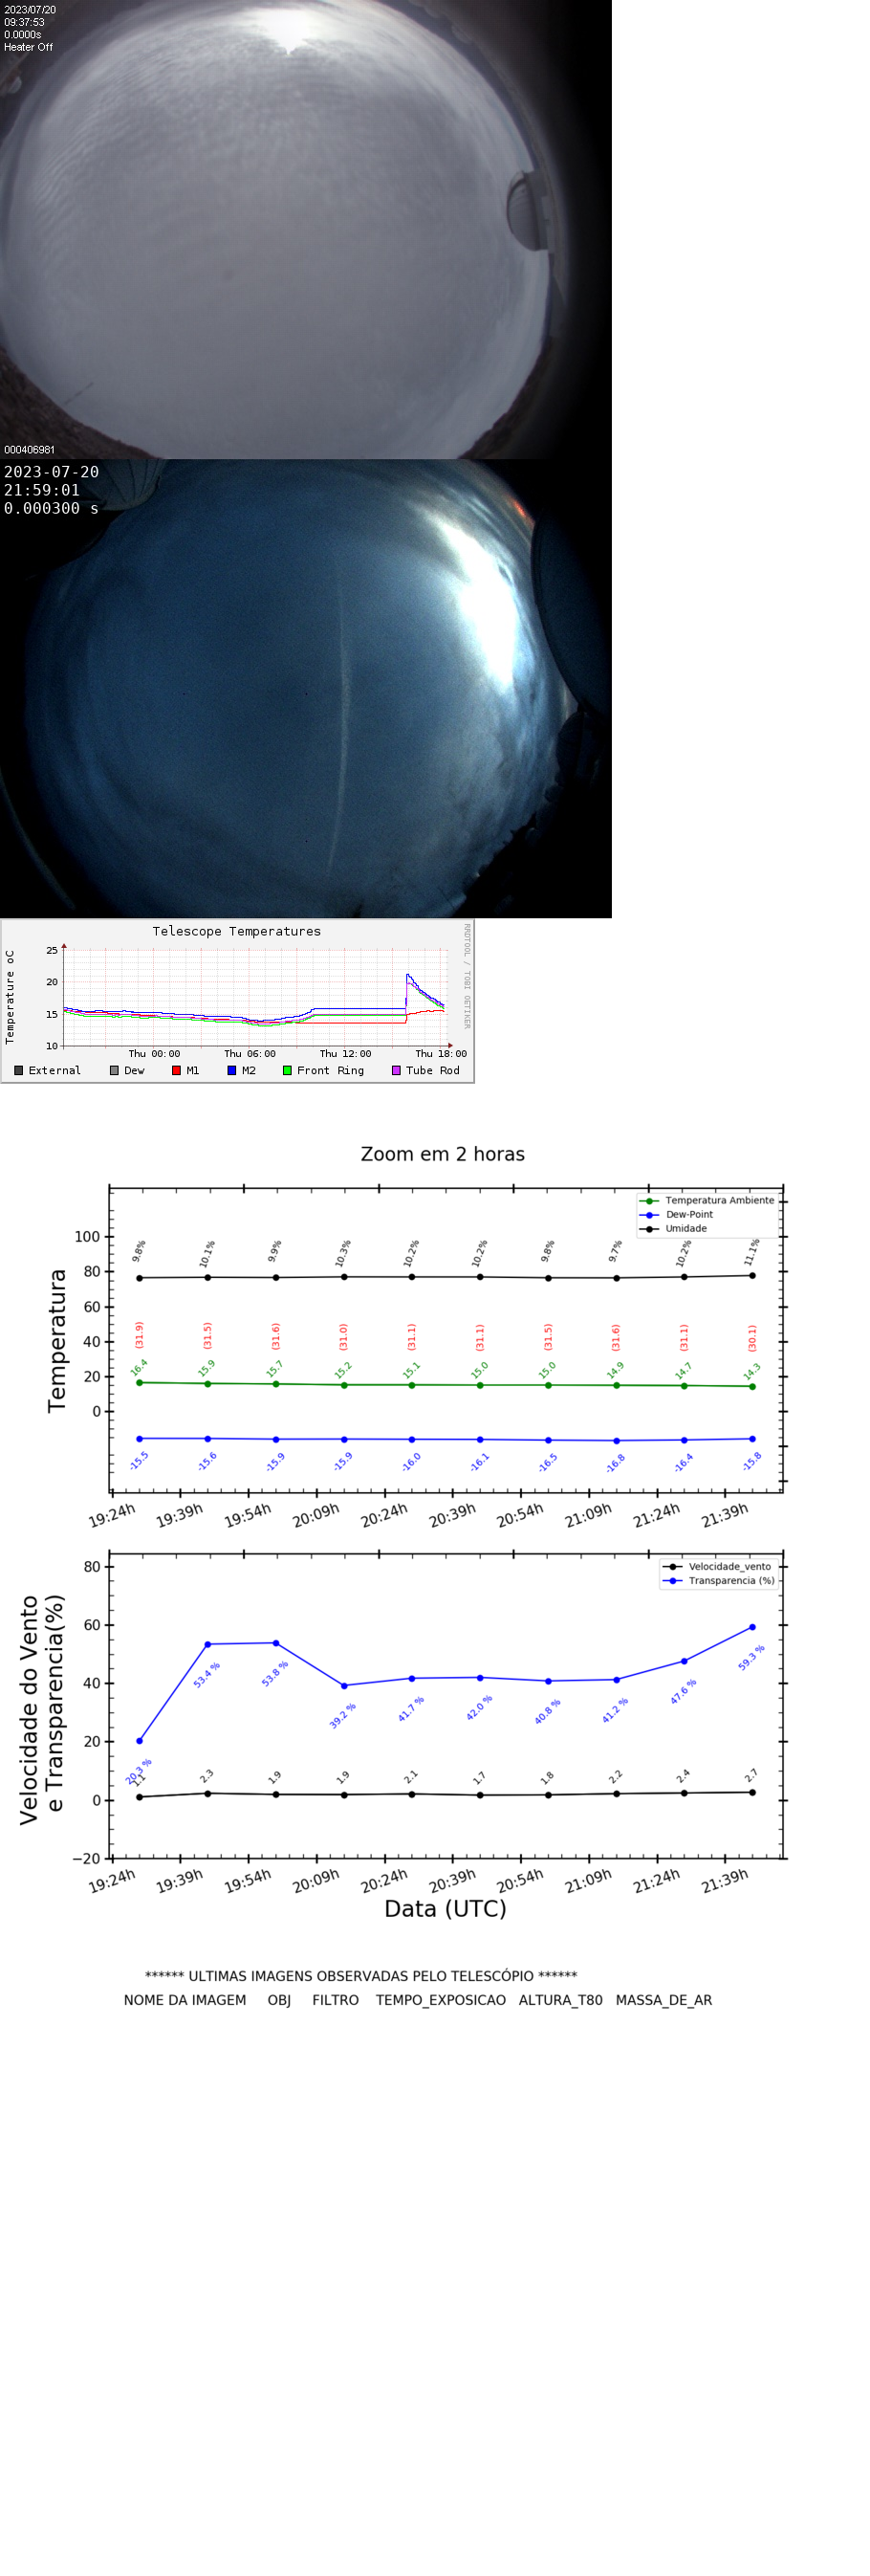 2023/07/20
09:37:53
0.0000s
Heater Off
000406981
2023-07-20
21:59:01
0.000300 s
Telescope Temperatures
RRDTOOL / TOBI OETIKER
Temperature oC
25
20
15
10
Thu 00:00 Thu 06:00 Thu 12:00 Thu 18:00
External Dew M1 M2 Front Ring Tube Rod
Zoom em 2 horas
Temperatura Ambiente
Dew-Point
Umidade
Temperatura
100
80
60
40
20
0
9.8% 10.1% 9.9% 10.3% 10.2% 10.2% 9.8% 9.7% 10.2% 11.1%
(31.9) (31.5) (31.6) (31.0) (31.1) (31.1) (31.5) (31.6) (31.1) (30.1)
16.4 15.9 15.7 15.2 15.1 15.0 15.0 14.9 14.7 14.3
-15.5 -15.6 -15.9 -15.9 -16.0 -16.1 -16.5 -16.8 -16.4 -15.8
19:24h 19:39h 19:54h 20:09h 20:24h 20:39h 20:54h 21:09h 21:24h 21:39h
Velocidade_vento
Transparencia (%)
Velocidade do Vento
e Transparencia(%)
80
60
40
20
0
−20
20.3 % 53.4 % 53.8 % 39.2 % 41.7 % 42.0 % 40.8 % 41.2 % 47.6 % 59.3 %
1.1 2.3 1.9 1.9 2.1 1.7 1.8 2.2 2.4 2.7
19:24h 19:39h 19:54h 20:09h 20:24h 20:39h 20:54h 21:09h 21:24h 21:39h
Data (UTC)
****** ULTIMAS IMAGENS OBSERVADAS PELO TELESCÓPIO ******
NOME DA IMAGEM OBJ FILTRO TEMPO_EXPOSICAO ALTURA_T80 MASSA_DE_AR